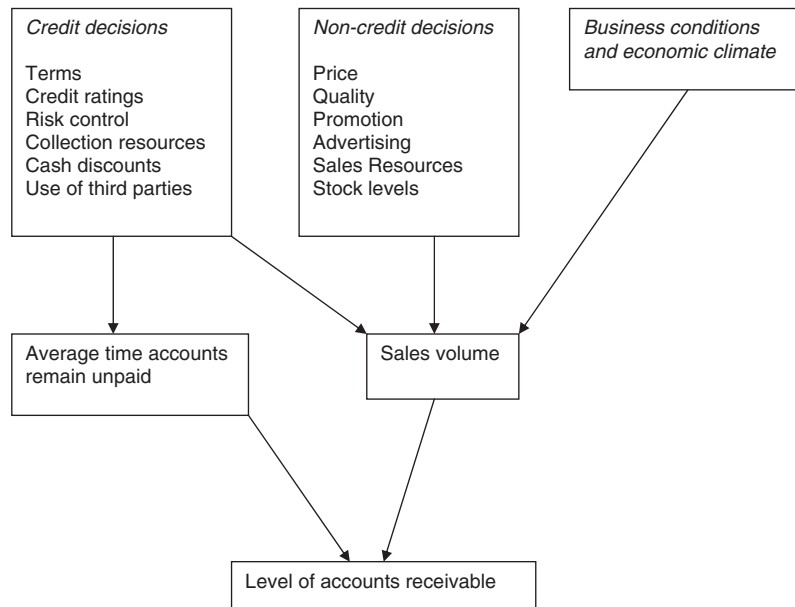 Credit decisions
Terms
Credit ratings
Risk control
Collection resources
Cash discounts
Use of third parties
Non-credit decisions
Price
Quality
Promotion
Advertising
Sales Resources
Stock levels
Business conditions
and economic climate
Average time accounts
remain unpaid
Sales volume
Level of accounts receivable